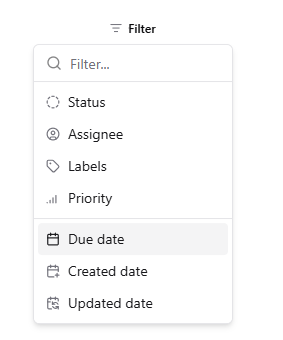 Filter
Filter...
Status
Assignee
Labels
Priority
Due date
Created date
Updated date